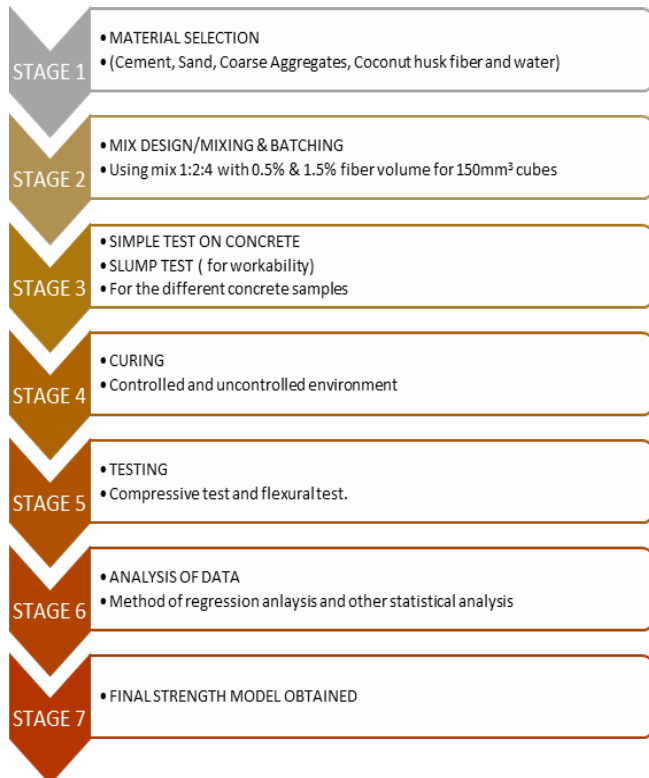 STAGE 1
• MATERIAL SELECTION
• (Cement, Sand, Coarse Aggregates, Coconut husk fiber and water)
STAGE 2
• MIX DESIGN/MIXING & BATCHING
• Using mix 1:2:4 with 0.5% & 1.5% fiber volume for 150mm³ cubes
STAGE 3
• SIMPLE TEST ON CONCRETE
• SLUMP TEST ( for workability)
• For the different concrete samples
STAGE 4
• CURING
• Controlled and uncontrolled environment
STAGE 5
• TESTING
• Compressive test and flexural test.
STAGE 6
• ANALYSIS OF DATA
• Method of regression anlaysis and other statistical analysis
STAGE 7
• FINAL STRENGTH MODEL OBTAINED